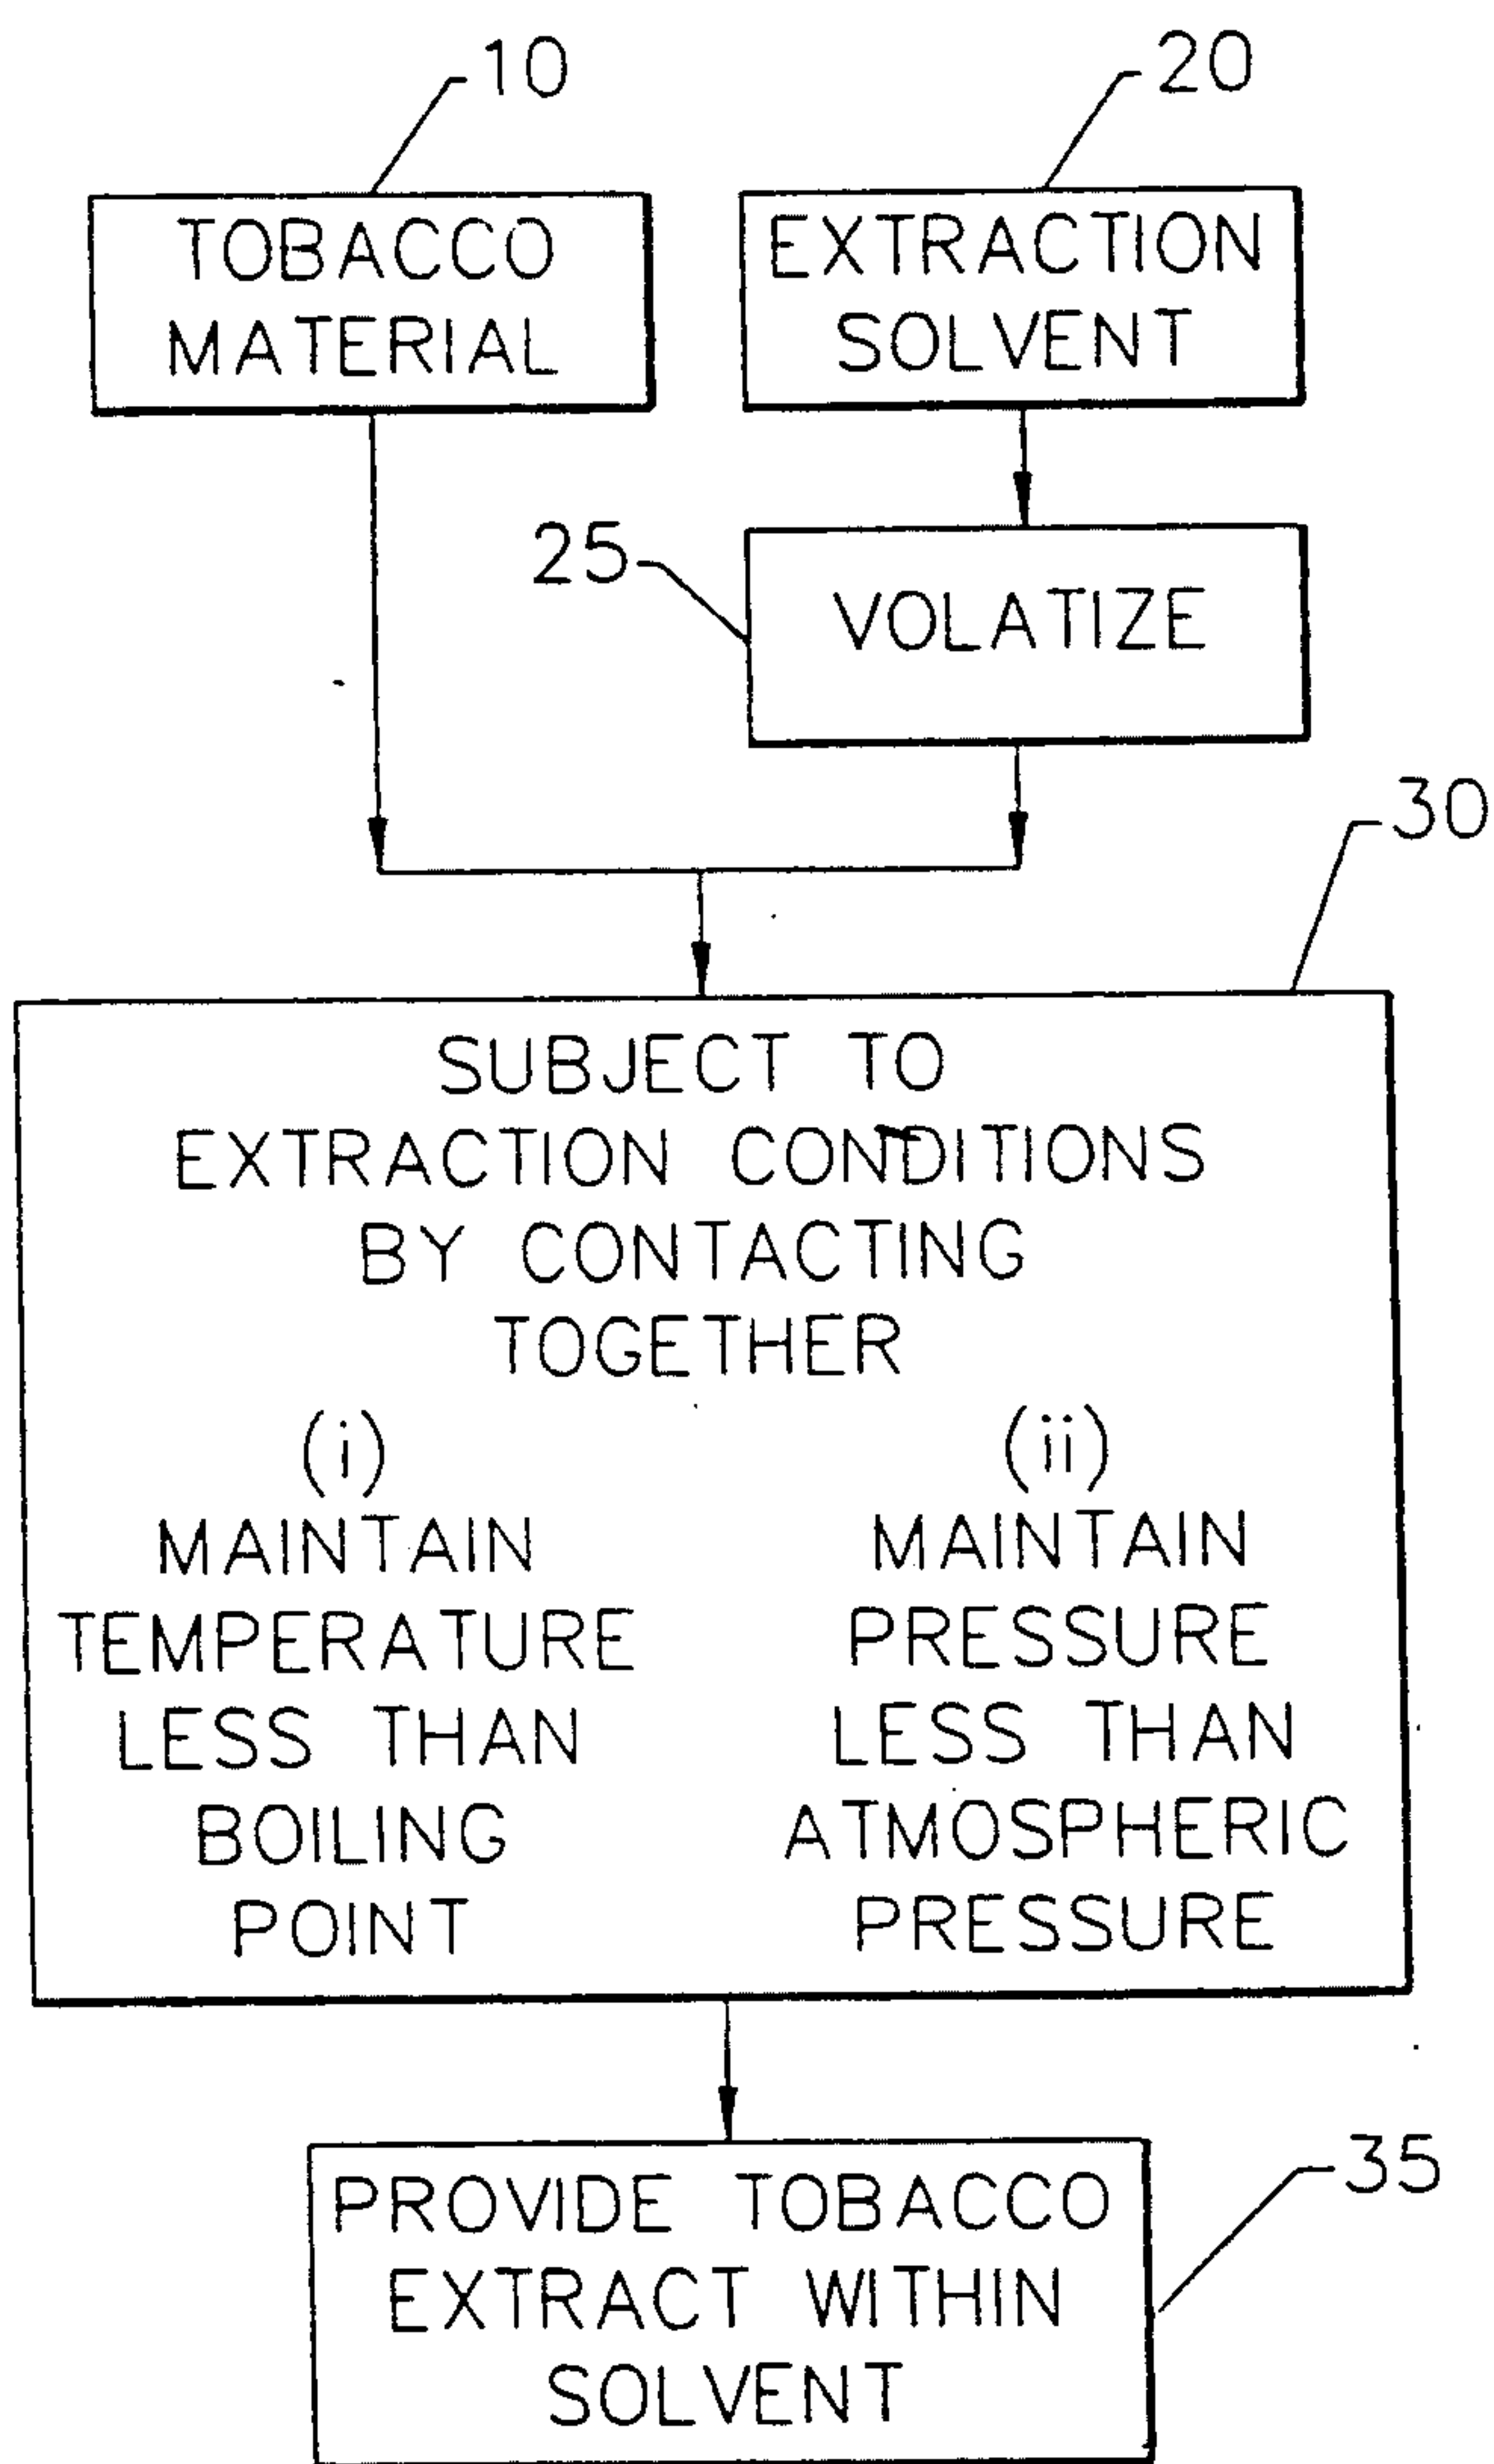 10
20
TOBACCO
MATERIAL
EXTRACTION
SOLVENT
25
VOLATIZE
30
SUBJECT TO
EXTRACTION CONDITIONS
BY CONTACTING
TOGETHER
(i)
MAINTAIN
TEMPERATURE
LESS THAN
BOILING
POINT
(ii)
MAINTAIN
PRESSURE
LESS THAN
ATMOSPHERIC
PRESSURE
35
PROVIDE TOBACCO
EXTRACT WITHIN
SOLVENT